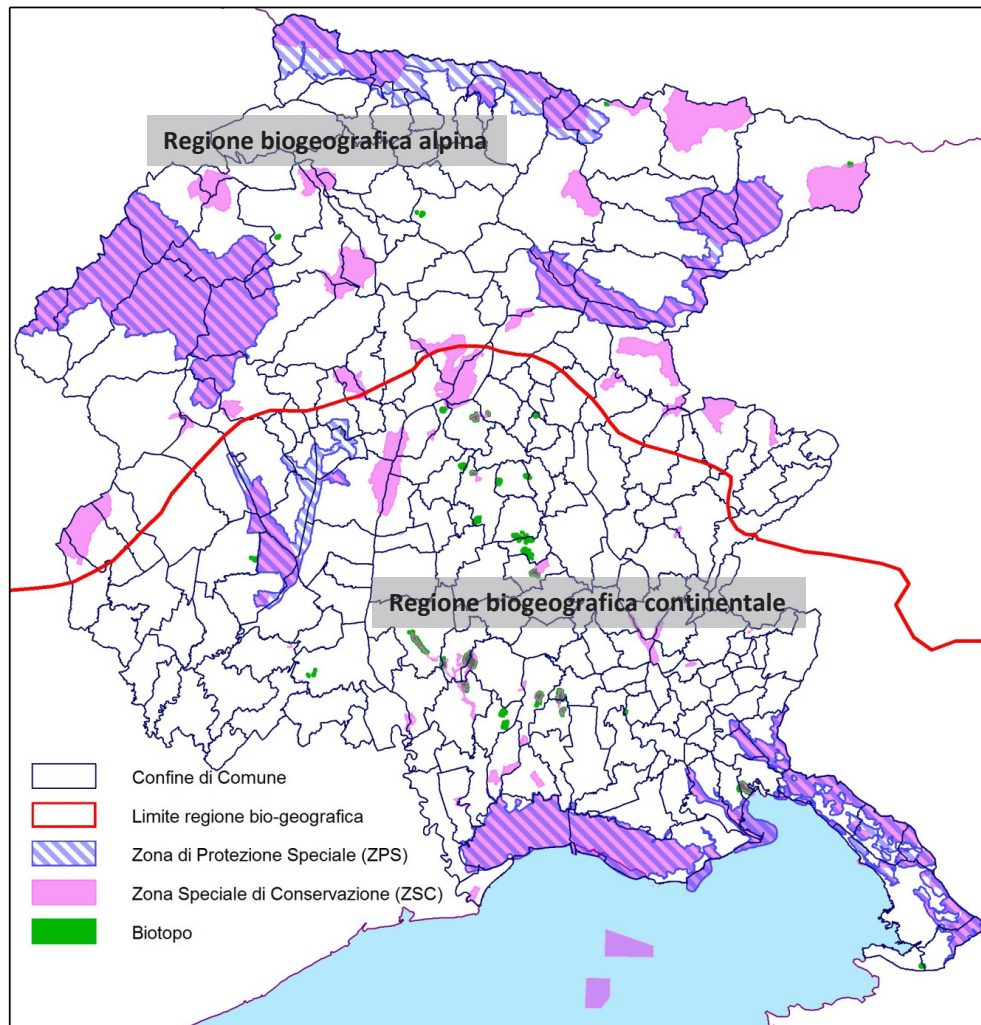 Regione biogeografica alpina
Regione biogeografica continentale
Confine di Comune
Limite regione bio-geografica
Zona di Protezione Speciale (ZPS)
Zona Speciale di Conservazione (ZSC)
Biotopo